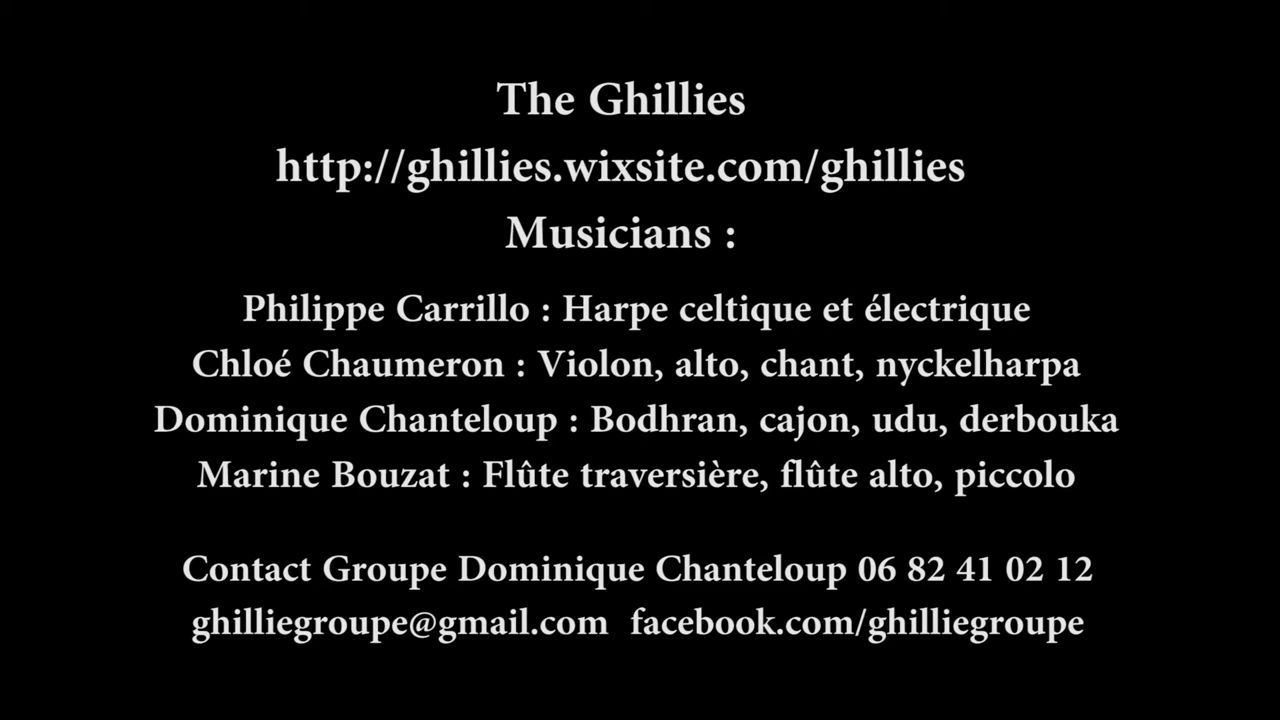 The Ghillies
http://ghillies.wixsite.com/ghillies
Musicians :
Philippe Carrillo : Harpe celtique et électrique
Chloé Chaumeron : Violon, alto, chant, nyckelharpa
Dominique Chanteloup : Bodhran, cajon, udu, derbouka
Marine Bouzat : Flûte traversière, flûte alto, piccolo
Contact Groupe Dominique Chanteloup 06 82 41 02 12
ghilliegroupe@gmail.com facebook.com/ghilliegroupe